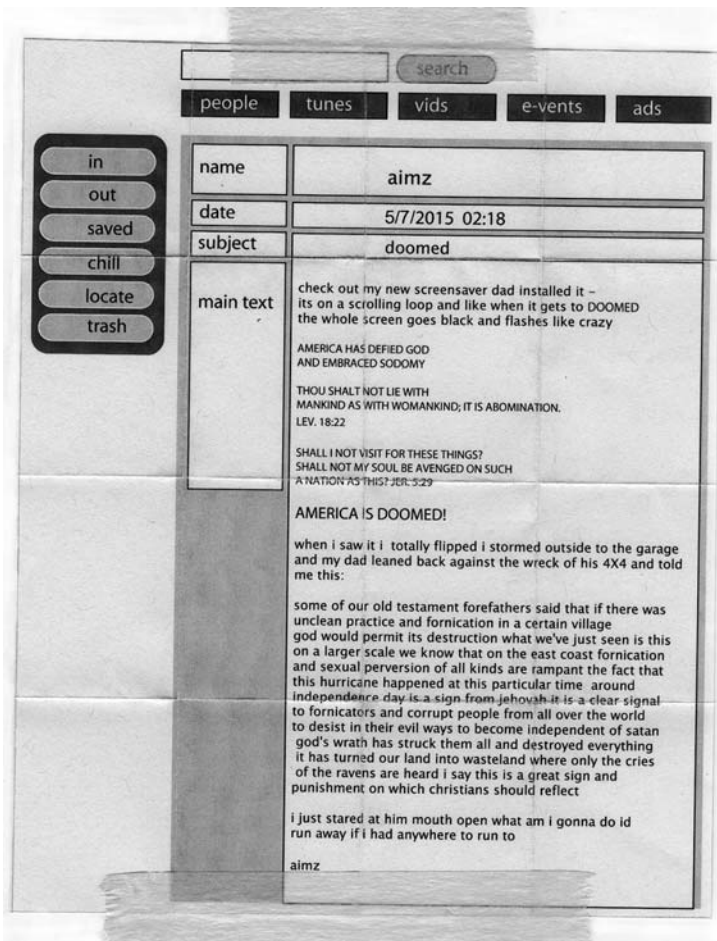 search
people tunes vids e-vents ads
in
out
saved
chill
locate
trash
name aimz
date 5/7/2015 02:18
subject doomed
main text
check out my new screensaver dad installed it –
its on a scrolling loop and like when it gets to DOOMED
the whole screen goes black and flashes like crazy
AMERICA HAS DEFIED GOD
AND EMBRACED SODOMY
THOU SHALT NOT LIE WITH
MANKIND AS WITH WOMANKIND; IT IS ABOMINATION.
LEV. 18:22
SHALL I NOT VISIT FOR THESE THINGS?
SHALL NOT MY SOUL BE AVENGED ON SUCH
A NATION AS THIS? JER. 5:29
AMERICA IS DOOMED!
when i saw it i totally flipped i stormed outside to the garage
and my dad leaned back against the wreck of his 4X4 and told
me this:
some of our old testament forefathers said that if there was
unclean practice and fornication in a certain village
god would permit its destruction what we've just seen is this
on a larger scale we know that on the east coast fornication
and sexual perversion of all kinds are rampant the fact that
this hurricane happened at this particular time around
independence day is a sign from jehovah it is a clear signal
to fornicators and corrupt people from all over the world
to desist in their evil ways to become independent of satan
god's wrath has struck them all and destroyed everything
it has turned our land into wasteland where only the cries
of the ravens are heard i say this is a great sign and
punishment on which christians should reflect
i just stared at him mouth open what am i gonna do id
run away if i had anywhere to run to
aimz